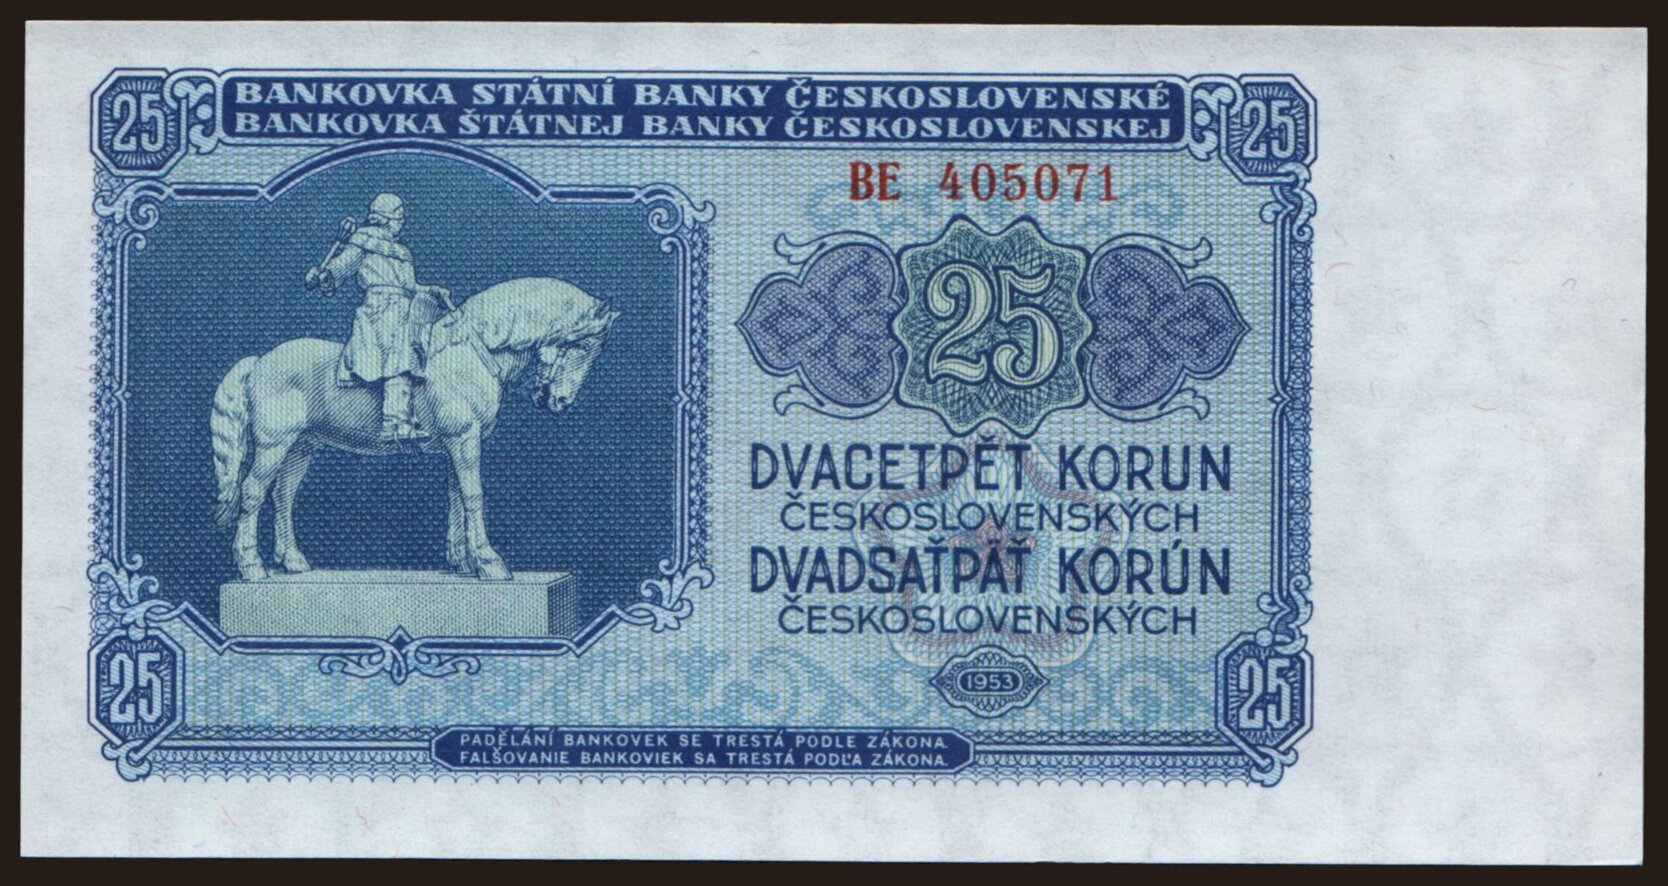 25 BANKOVKA STÁTNÍ BANKY ČESKOSLOVENSKÉ 25
BANKOVKA ŠTÁTNEJ BANKY ČESKOSLOVENSKEJ
BE 405071
25
DVACETPĚT KORUN
ČESKOSLOVENSKÝCH
DVADSAŤPÄŤ KORÚN
ČESKOSLOVENSKÝCH
25 1953 25
PADĚLÁNÍ BANKOVEK SE TRESTÁ PODLE ZÁKONA.
FALŠOVANIE BANKOVIEK SA TRESTÁ PODĽA ZÁKONA.